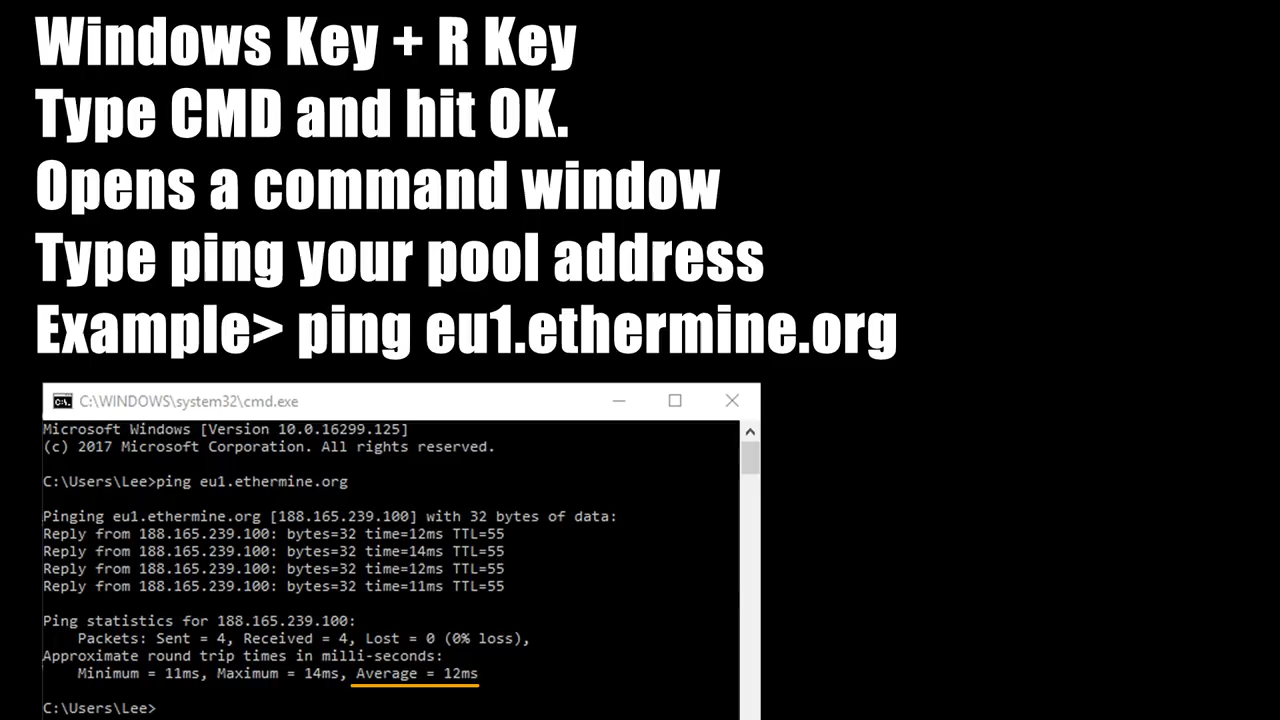 Windows Key + R Key
Type CMD and hit OK.
Opens a command window
Type ping your pool address
Example> ping eu1.ethermine.org
C:\WINDOWS\system32\cmd.exe
Microsoft Windows [Version 10.0.16299.125]
(c) 2017 Microsoft Corporation. All rights reserved.
C:\Users\Lee>ping eu1.ethermine.org
Pinging eu1.ethermine.org [188.165.239.100] with 32 bytes of data:
Reply from 188.165.239.100: bytes=32 time=12ms TTL=55
Reply from 188.165.239.100: bytes=32 time=14ms TTL=55
Reply from 188.165.239.100: bytes=32 time=12ms TTL=55
Reply from 188.165.239.100: bytes=32 time=11ms TTL=55
Ping statistics for 188.165.239.100:
Packets: Sent = 4, Received = 4, Lost = 0 (0% loss),
Approximate round trip times in milli-seconds:
Minimum = 11ms, Maximum = 14ms, Average = 12ms
C:\Users\Lee>